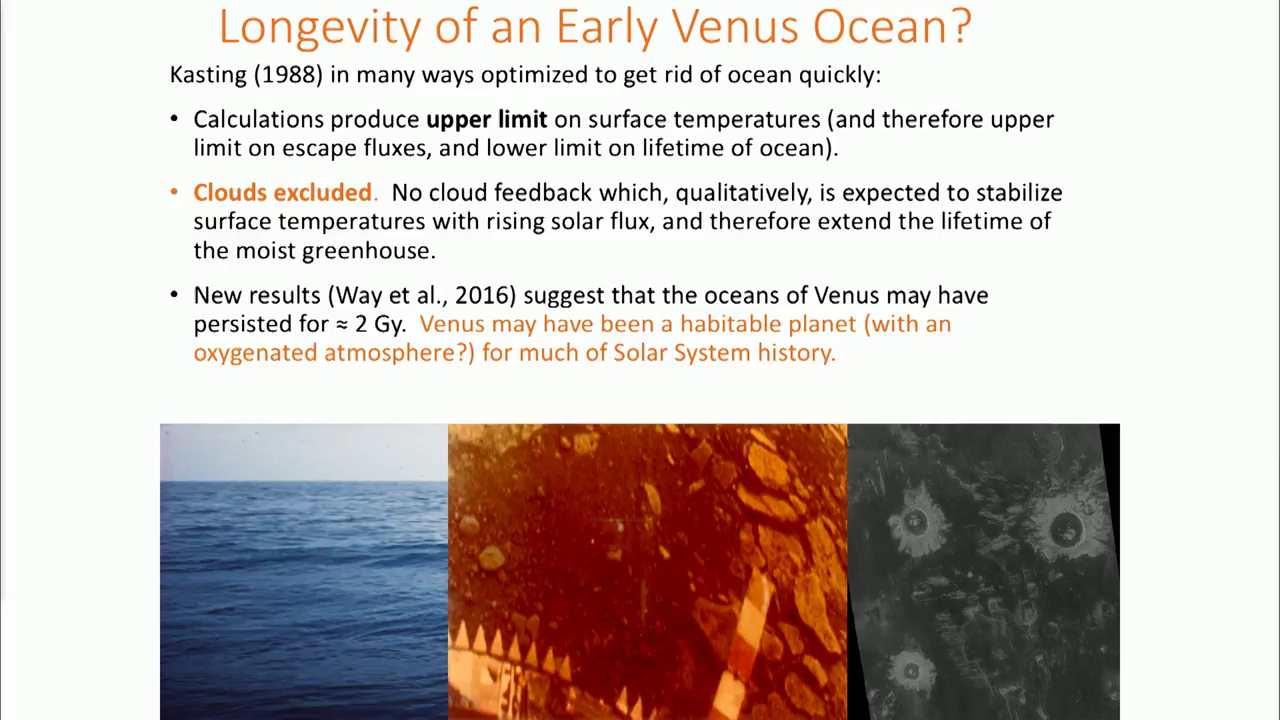 Longevity of an Early Venus Ocean?
Kasting (1988) in many ways optimized to get rid of ocean quickly:
• Calculations produce upper limit on surface temperatures (and therefore upper
limit on escape fluxes, and lower limit on lifetime of ocean).
• Clouds excluded. No cloud feedback which, qualitatively, is expected to stabilize
surface temperatures with rising solar flux, and therefore extend the lifetime of
the moist greenhouse.
• New results (Way et al., 2016) suggest that the oceans of Venus may have
persisted for ≈ 2 Gy. Venus may have been a habitable planet (with an
oxygenated atmosphere?) for much of Solar System history.